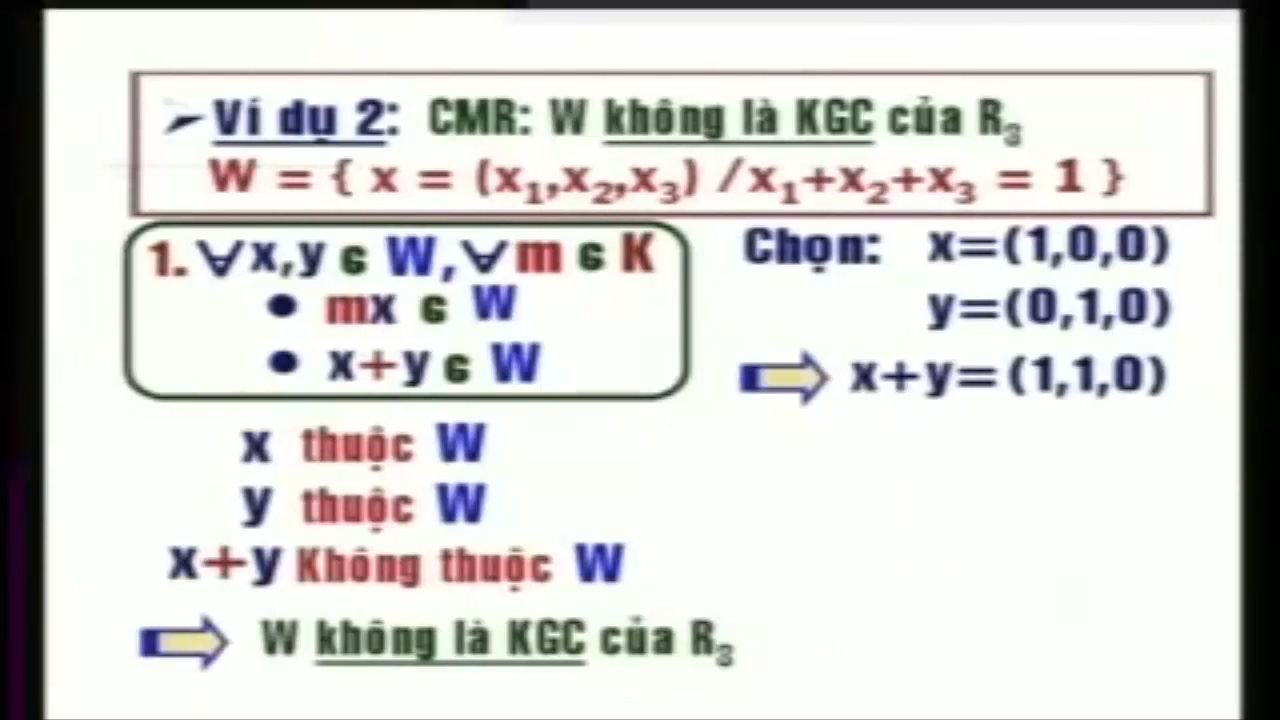 ➢ Ví dụ 2: CMR: W không là KGC của R₃
W = { x = (x₁,x₂,x₃) /x₁+x₂+x₃ = 1 }
1. ∀x,y ϵ W,∀m ϵ K
• mx ϵ W
• x+y ϵ W
Chọn: x=(1,0,0)
y=(0,1,0)
⇨ x+y=(1,1,0)
x thuộc W
y thuộc W
x+y Không thuộc W
⇨ W không là KGC của R₃